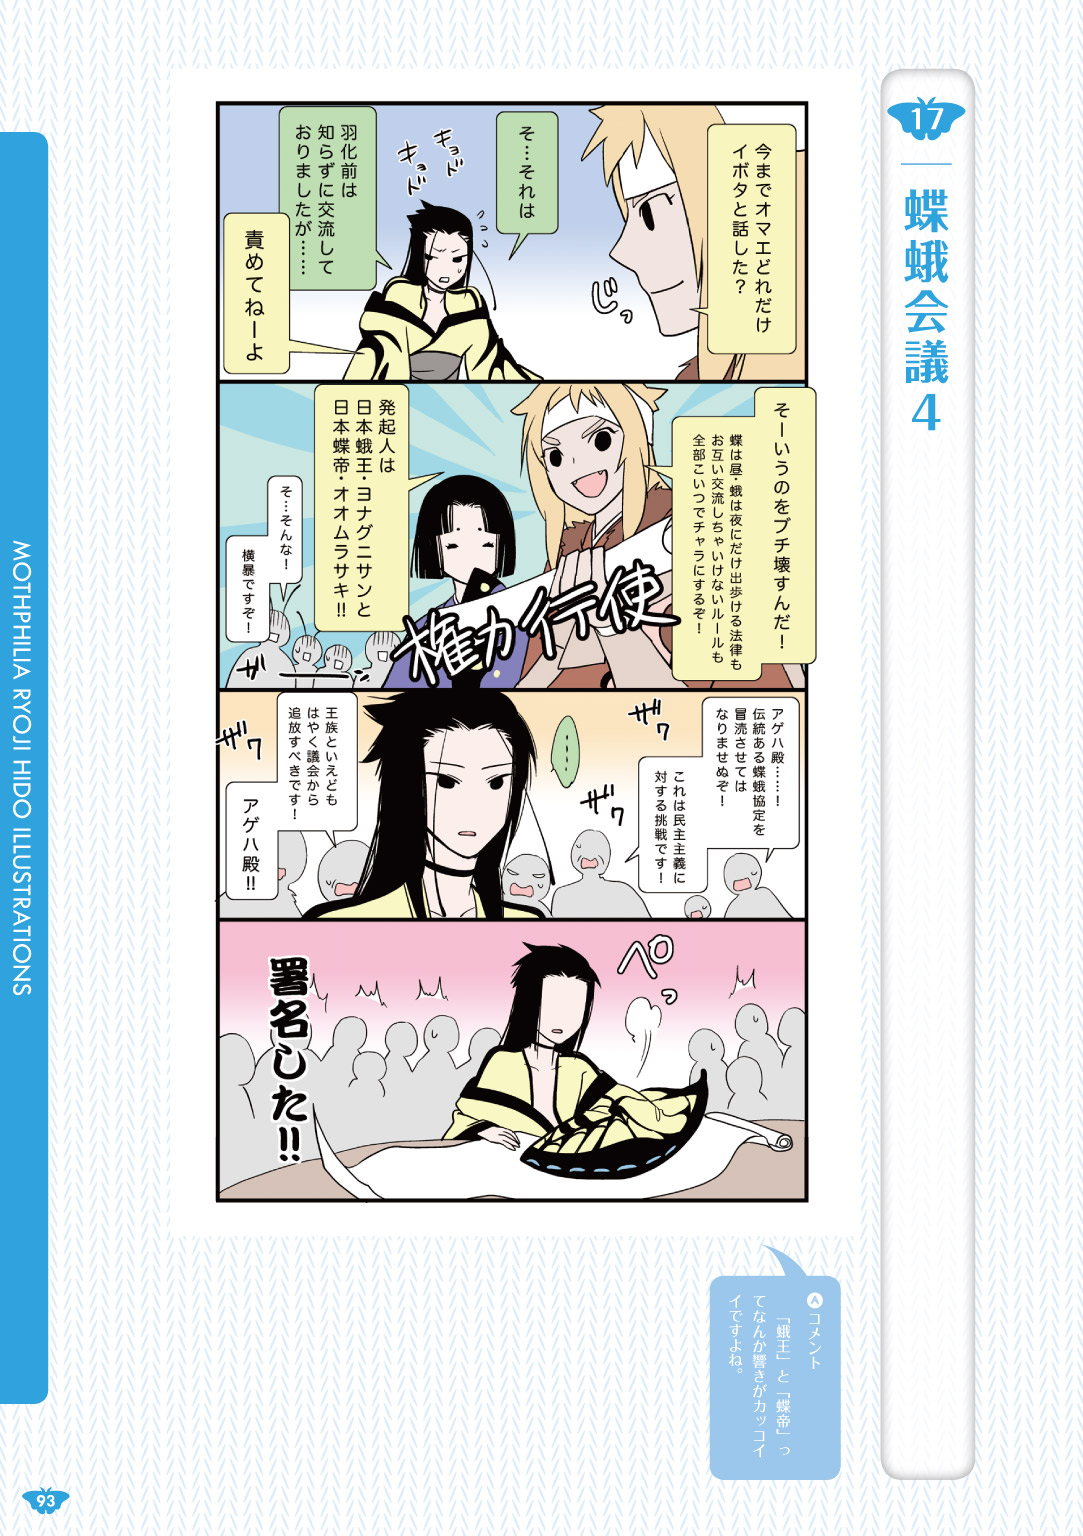 17
蝶蛾会議4
今までオマエどれだけ
イボタと話した？
じっ
そ…それは
キョド
キョド
羽化前は
知らずに交流して
おりましたが……
責めてねーよ
そーいうのをブチ壊すんだ！
蝶は昼・蛾は夜にだけ出歩ける法律も
お互い交流しちゃいけないルールも
全部こいつでチャラにするぞ！
発起人は
日本蛾王・ヨナグニサンと
日本蝶帝・オオムラサキ!!
権力行使
そ…そんな！
横暴ですぞ！
ザーーッ
アゲハ殿……！
伝統ある蝶蛾協定を
冒涜させては
なりませぬぞ！
これは民主主義に
対する挑戦です！
ザワ
ザワ
……
王族といえども
はやく議会から
追放すべきです！
アゲハ殿!!
ザワ
ペロっ
署名した!!
A コメント
「蛾王」と「蝶帝」っ
てなんか響きがカッコイ
イですよね。
MOTHPHILIA RYOJI HIDO ILLUSTRATIONS
93